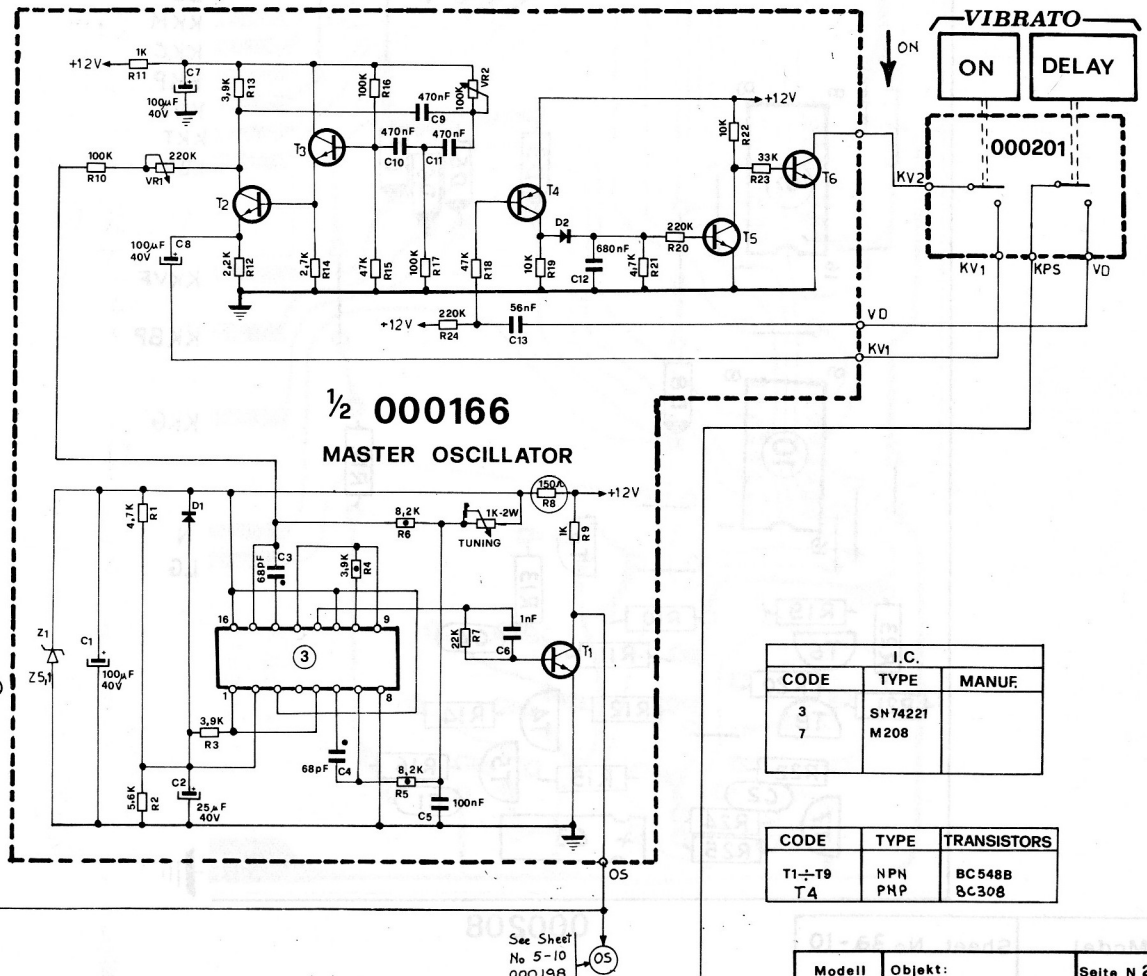 VIBRATO
ON
ON
DELAY
000201
KV2
KV1
KPS
VD
+12V
1K
R11
C7
100µF
40V
3,9K
R13
100K
R16
470nF
C9
100K
VR2
470nF
C10
470nF
C11
T3
100K
R10
220K
VR1
T2
100µF
40V
C8
2,2K
R12
2,7K
R14
47K
R15
100K
R17
47K
R18
T4
D2
10K
R19
680nF
C12
4,7K
R21
220K
R20
T5
10K
R22
+12V
33K
R23
T6
+12V
220K
R24
56nF
C13
VD
KV1
½ 000166
MASTER OSCILLATOR
4,7K
R1
D1
68pF
C3
3,9K
R4
8,2K
R6
1K-2W
TUNING
150Ω
R8
+12V
1K
R9
16
9
3
1
8
22K
R7
1nF
C6
T1
Z1
Z5,1
C1
100µF
40V
3,9K
R3
5,6K
R2
C2
25µF
40V
68pF
C4
8,2K
R5
100nF
C5
OS
See Sheet
No 5-10
000198
OS
I.C.
CODE TYPE MANUF.
3 SN74221
7 M208
CODE TYPE TRANSISTORS
T1÷T9 NPN BC548B
T4 PNP BC308
Modell Objekt:
Seite N